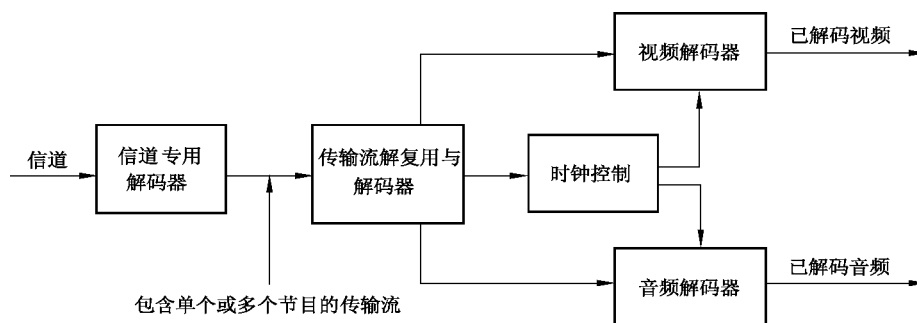 信道
信道专用
解码器
传输流解复用与
解码器
时钟控制
视频解码器
已解码视频
音频解码器
已解码音频
包含单个或多个节目的传输流